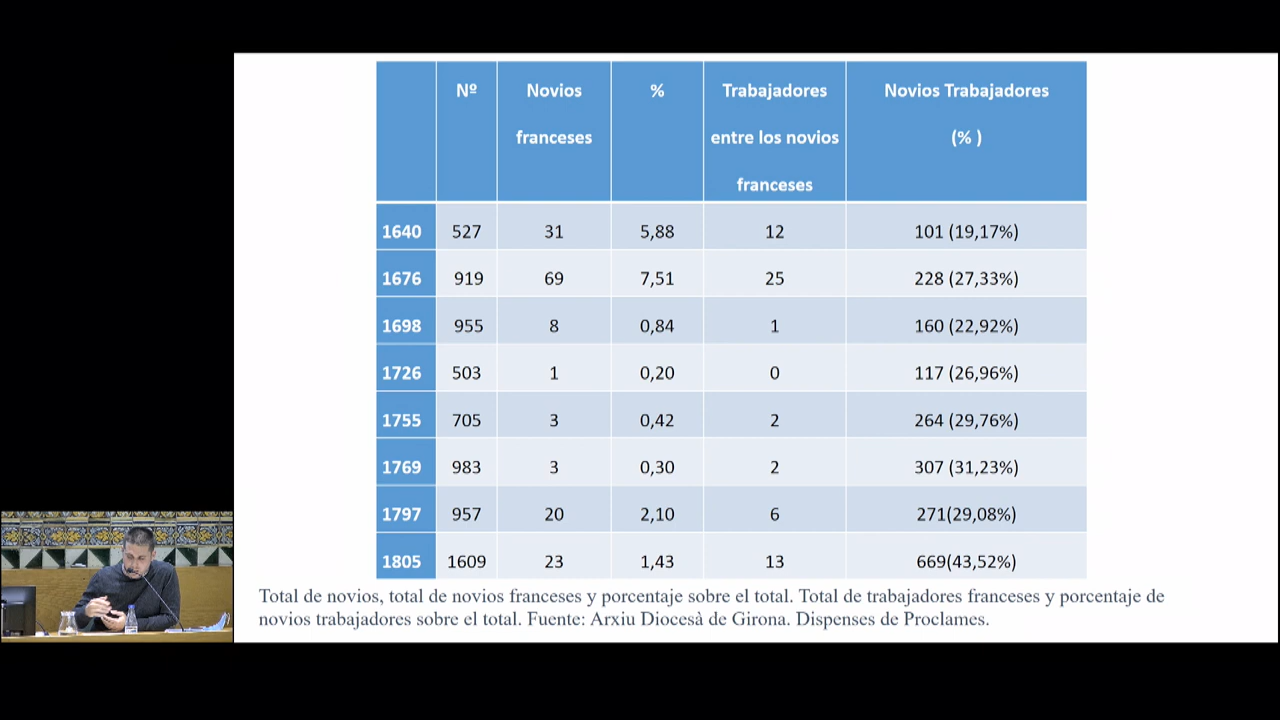 Nº Novios franceses % Trabajadores entre los novios franceses Novios Trabajadores (% )
1640 527 31 5,88 12 101 (19,17%)
1676 919 69 7,51 25 228 (27,33%)
1698 955 8 0,84 1 160 (22,92%)
1726 503 1 0,20 0 117 (26,96%)
1755 705 3 0,42 2 264 (29,76%)
1769 983 3 0,30 2 307 (31,23%)
1797 957 20 2,10 6 271(29,08%)
1805 1609 23 1,43 13 669(43,52%)
Total de novios, total de novios franceses y porcentaje sobre el total. Total de trabajadores franceses y porcentaje de
novios trabajadores sobre el total. Fuente: Arxiu Diocesà de Girona. Dispenses de Proclames.